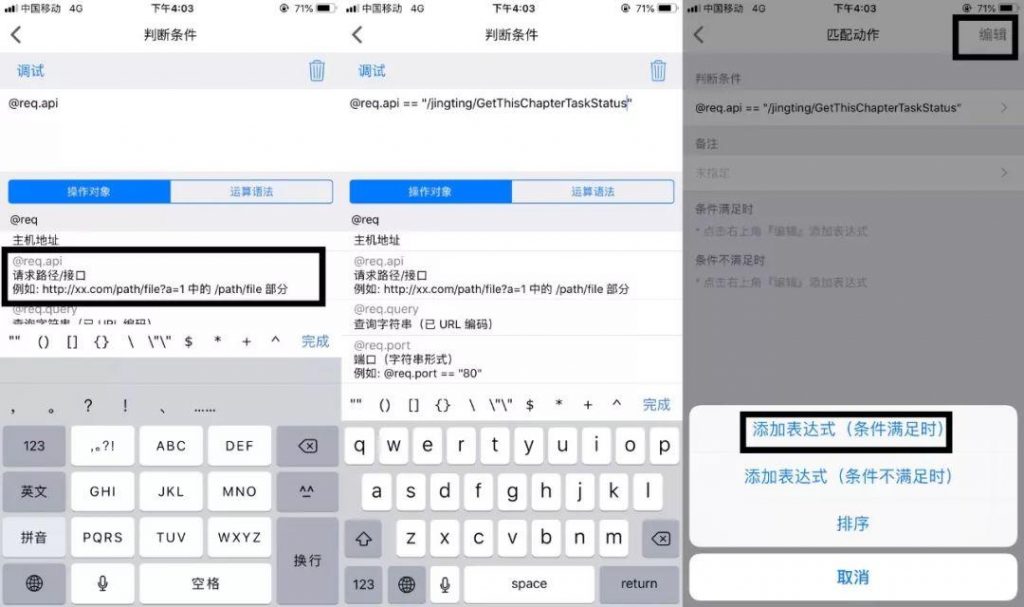 中国移动 4G 下午4:03 71%
判断条件
调试
@req.api
操作对象 运算语法
@req
主机地址
@req.api
请求路径/接口
例如: http://xx.com/path/file?a=1 中的 /path/file 部分
@req.query
查询字符串（已 URL 编码）
"" () [] {} \ \"\" $ * + ^ 完成
， 。 ？ ！ 、 ……
123 ,。?! ABC DEF
英文 GHI JKL MNO ^^
拼音 PQRS TUV WXYZ 换行
空格
中国移动 4G 下午4:03 71%
判断条件
调试
@req.api == "/jingting/GetThisChapterTaskStatus"
操作对象 运算语法
@req
主机地址
@req.api
请求路径/接口
例如: http://xx.com/path/file?a=1 中的 /path/file 部分
@req.query
查询字符串（已 URL 编码）
@req.port
端口（字符串形式）
例如: @req.port == "80"
"" () [] {} \ \"\" $ * + ^ 完成
q w e r t y u i o p
a s d f g h j k l
z x c v b n m
123 space return
中国移动 4G 下午4:03 71%
匹配动作 编辑
判断条件
@req.api == "/jingting/GetThisChapterTaskStatus"
备注
未指定
条件满足时
* 点击右上角『编辑』添加表达式
条件不满足时
* 点击右上角『编辑』添加表达式
添加表达式（条件满足时）
添加表达式（条件不满足时）
排序
取消